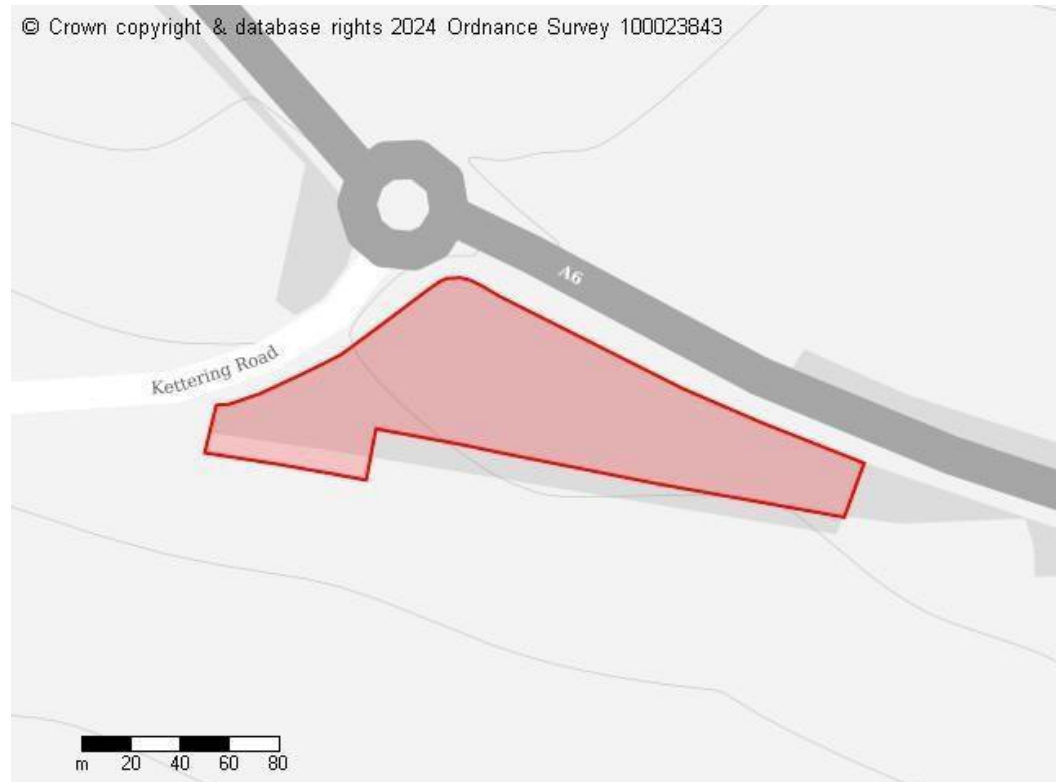 © Crown copyright & database rights 2024 Ordnance Survey 100023843
A6
Kettering Road
m 20 40 60 80